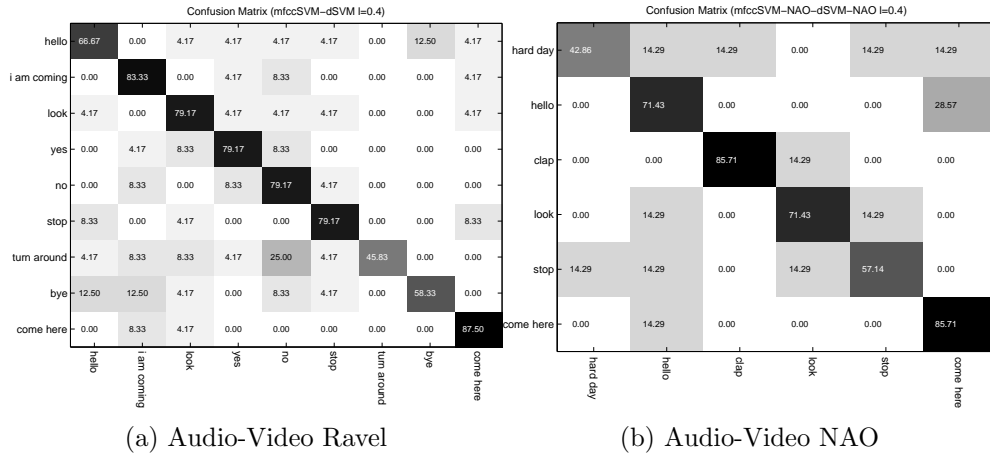 Confusion Matrix (mfccSVM-dSVM l=0.4)
hello 66.67 0.00 4.17 4.17 4.17 4.17 0.00 12.50 4.17
i am coming 0.00 83.33 0.00 4.17 8.33 0.00 0.00 0.00 4.17
look 4.17 0.00 79.17 4.17 4.17 4.17 0.00 0.00 4.17
yes 0.00 4.17 8.33 79.17 8.33 0.00 0.00 0.00 0.00
no 0.00 8.33 0.00 8.33 79.17 4.17 0.00 0.00 0.00
stop 8.33 0.00 4.17 0.00 0.00 79.17 0.00 0.00 8.33
turn around 4.17 8.33 8.33 4.17 25.00 4.17 45.83 0.00 0.00
bye 12.50 12.50 4.17 0.00 8.33 4.17 0.00 58.33 0.00
come here 0.00 8.33 4.17 0.00 0.00 0.00 0.00 0.00 87.50
hello i am coming look yes no stop turn around bye come here
(a) Audio-Video Ravel
Confusion Matrix (mfccSVM-NAO-dSVM-NAO l=0.4)
hard day 42.86 14.29 14.29 0.00 14.29 14.29
hello 0.00 71.43 0.00 0.00 0.00 28.57
clap 0.00 0.00 85.71 14.29 0.00 0.00
look 0.00 14.29 0.00 71.43 14.29 0.00
stop 14.29 14.29 0.00 14.29 57.14 0.00
come here 0.00 14.29 0.00 0.00 0.00 85.71
hard day hello clap look stop come here
(b) Audio-Video NAO